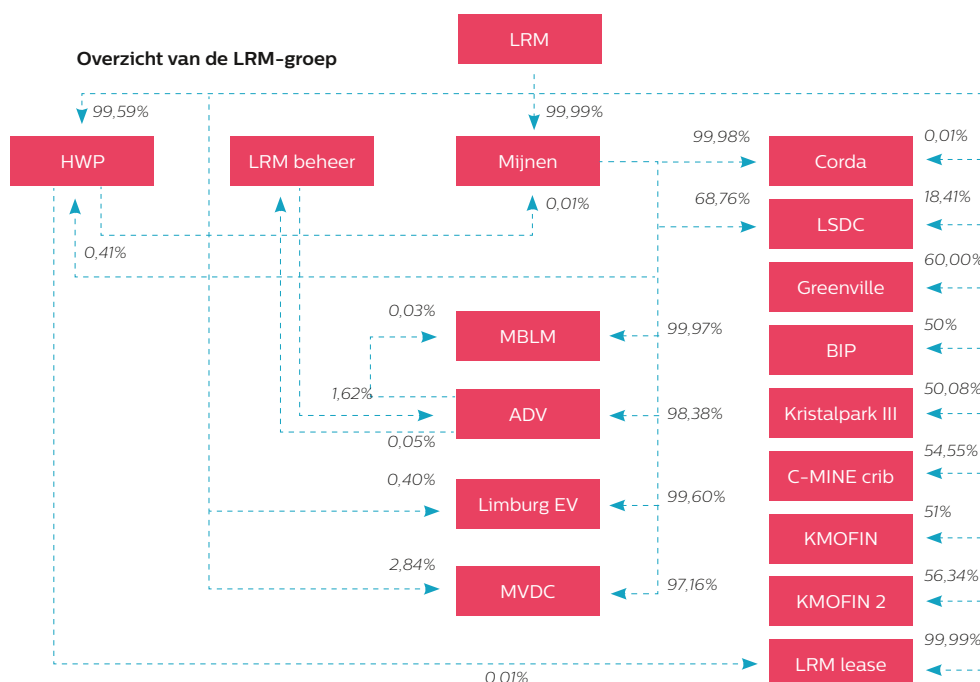 LRM
Overzicht van de LRM-groep
99,59%
99,99%
HWP
LRM beheer
Mijnen
99,98%
Corda
0,01%
0,01%
68,76%
LSDC
18,41%
0,41%
Greenville
60,00%
0,03%
MBLM
99,97%
BIP
50%
1,62%
ADV
98,38%
Kristalpark III
50,08%
0,05%
C-MINE crib
54,55%
0,40%
Limburg EV
99,60%
KMOFIN
51%
2,84%
MVDC
97,16%
KMOFIN 2
56,34%
LRM lease
99,99%
0,01%